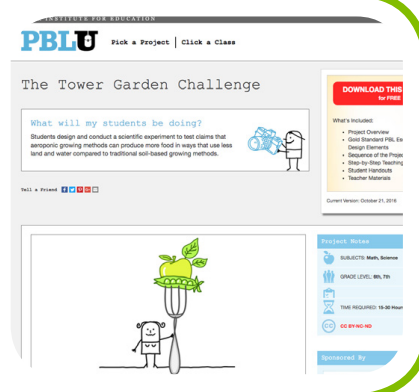 INSTITUTE FOR EDUCATION
PBLU
Pick a Project | Click a Class
The Tower Garden Challenge
What will my students be doing?
Students design and conduct a scientific experiment to test claims that
aeroponic growing methods can produce more food in ways that use less
land and water compared to traditional soil-based growing methods.
Tell a Friend
DOWNLOAD THIS
for FREE
What's Included:
• Project Overview
• Gold Standard PBL
Design Elements
• Sequence of the
• Step-by-Step Teaching
• Student Handouts
• Teacher Materials
Current Version: October 21, 2016
Project Notes
SUBJECTS: Math, Science
GRADE LEVEL: 6th, 7th
TIME REQUIRED: 15-30
CC BY-NC-ND
Sponsored By